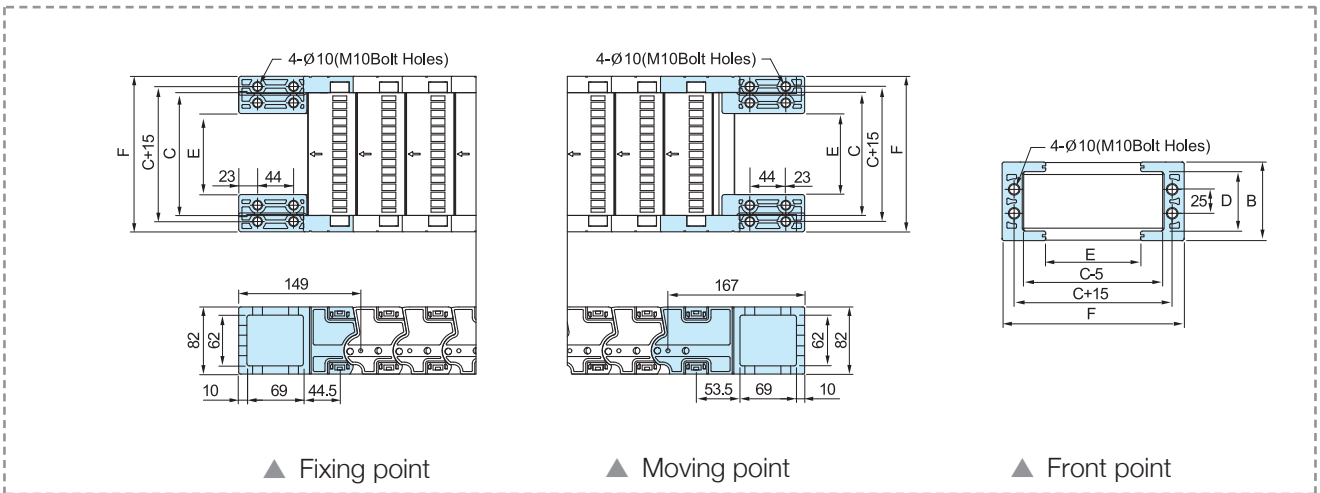 4-Ø10(M10Bolt Holes)
F
C+15
C
E
23
44
149
82
62
10
69
44.5
▲ Fixing point
4-Ø10(M10Bolt Holes)
E
C
C+15
F
44
23
167
62
82
53.5
69
10
▲ Moving point
4-Ø10(M10Bolt Holes)
25
D
B
E
C-5
C+15
F
▲ Front point